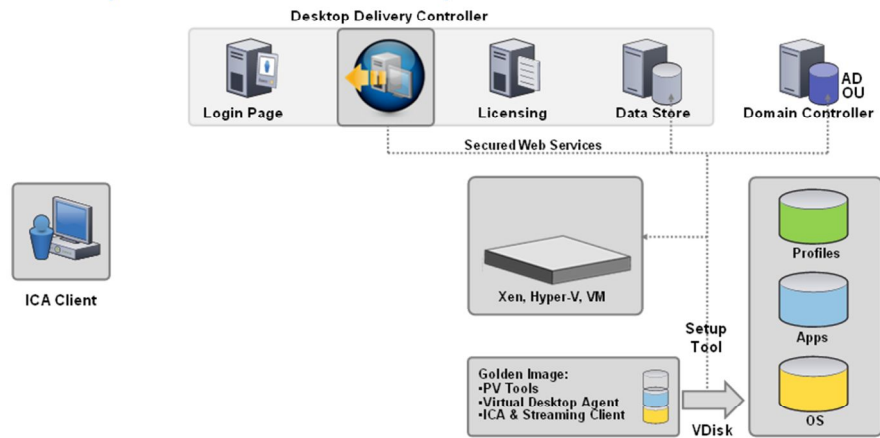 Desktop Delivery Controller
Login Page
Licensing
Data Store
Domain Controller
AD
OU
Secured Web Services
ICA Client
Xen, Hyper-V, VM
Profiles
Apps
OS
Setup
Tool
Golden Image:
•PV Tools
•Virtual Desktop Agent
•ICA & Streaming Client
VDisk